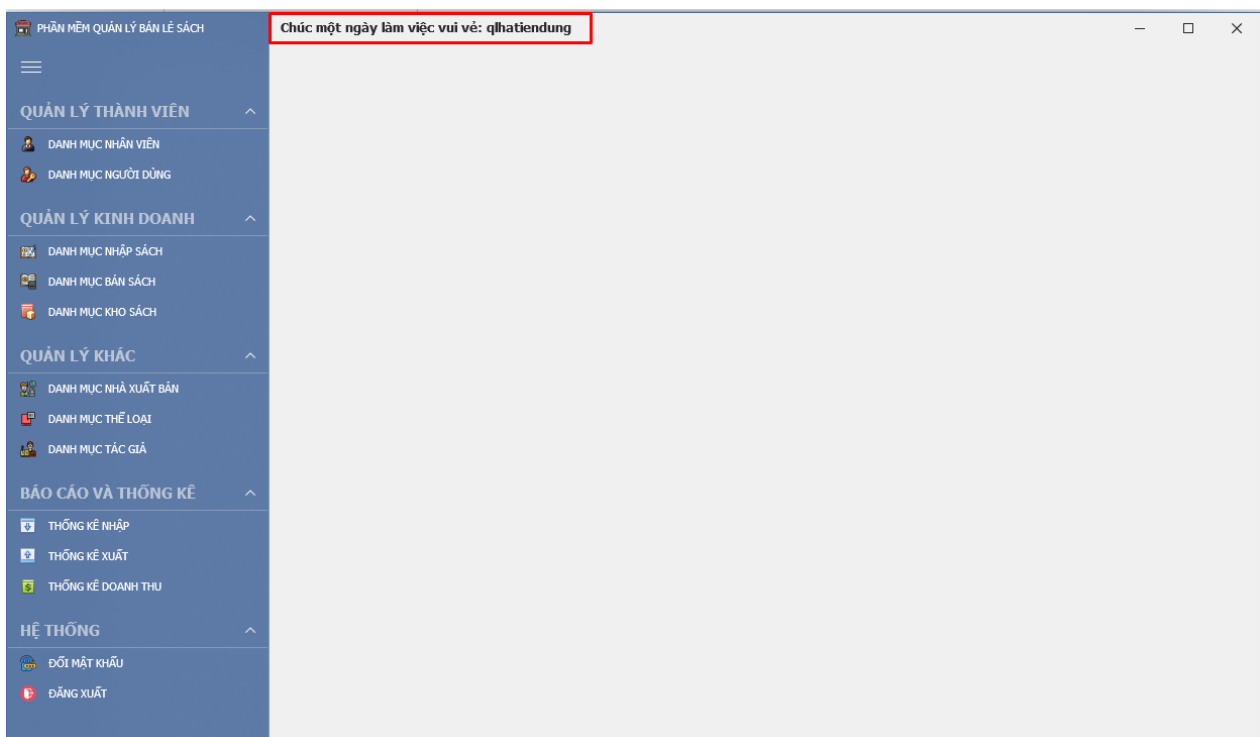 PHẦN MỀM QUẢN LÝ BÁN LẺ SÁCH
Chúc một ngày làm việc vui vẻ: qlhatiendung
QUẢN LÝ THÀNH VIÊN
DANH MỤC NHÂN VIÊN
DANH MỤC NGƯỜI DÙNG
QUẢN LÝ KINH DOANH
DANH MỤC NHẬP SÁCH
DANH MỤC BÁN SÁCH
DANH MỤC KHO SÁCH
QUẢN LÝ KHÁC
DANH MỤC NHÀ XUẤT BẢN
DANH MỤC THỂ LOẠI
DANH MỤC TÁC GIẢ
BÁO CÁO VÀ THỐNG KÊ
THỐNG KÊ NHẬP
THỐNG KÊ XUẤT
THỐNG KÊ DOANH THU
HỆ THỐNG
ĐỔI MẬT KHẨU
ĐĂNG XUẤT